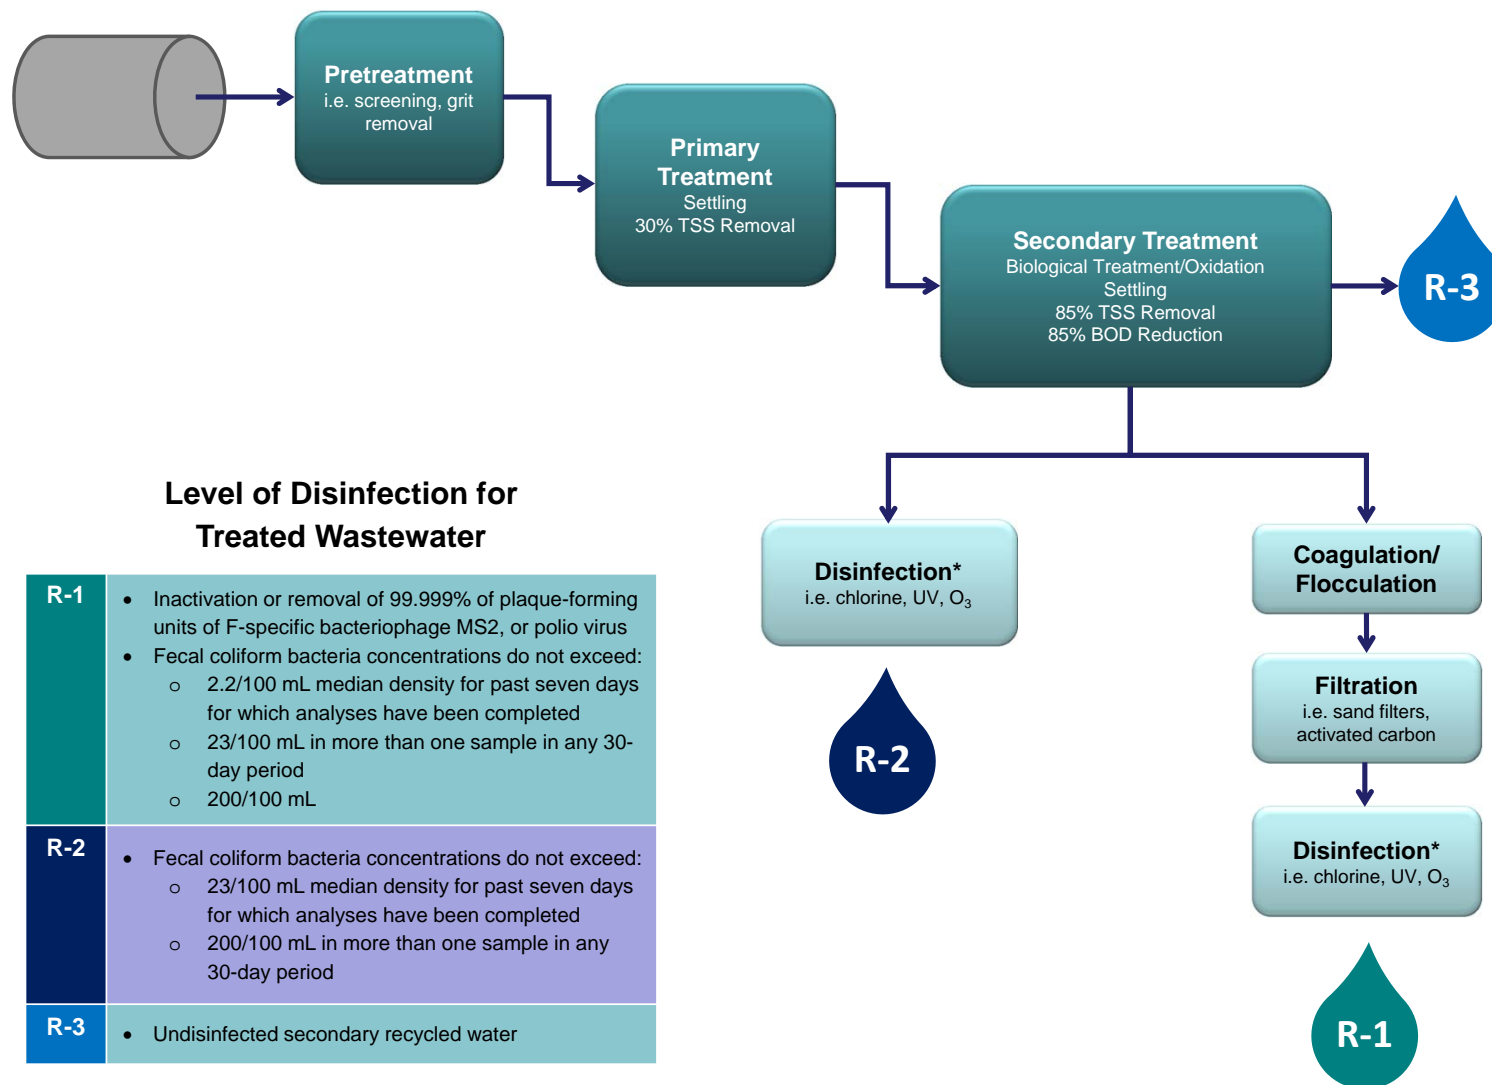 Pretreatment
i.e. screening, grit
removal
Primary
Treatment
Settling
30% TSS Removal
Secondary Treatment
Biological Treatment/Oxidation
Settling
85% TSS Removal
85% BOD Reduction
R-3
Disinfection*
i.e. chlorine, UV, O₃
R-2
Coagulation/
Flocculation
Filtration
i.e. sand filters,
activated carbon
Disinfection*
i.e. chlorine, UV, O₃
R-1
Level of Disinfection for
Treated Wastewater
R-1
• Inactivation or removal of 99.999% of plaque-forming
units of F-specific bacteriophage MS2, or polio virus
• Fecal coliform bacteria concentrations do not exceed:
o 2.2/100 mL median density for past seven days
for which analyses have been completed
o 23/100 mL in more than one sample in any 30-
day period
o 200/100 mL
R-2
• Fecal coliform bacteria concentrations do not exceed:
o 23/100 mL median density for past seven days
for which analyses have been completed
o 200/100 mL in more than one sample in any
30-day period
R-3
• Undisinfected secondary recycled water